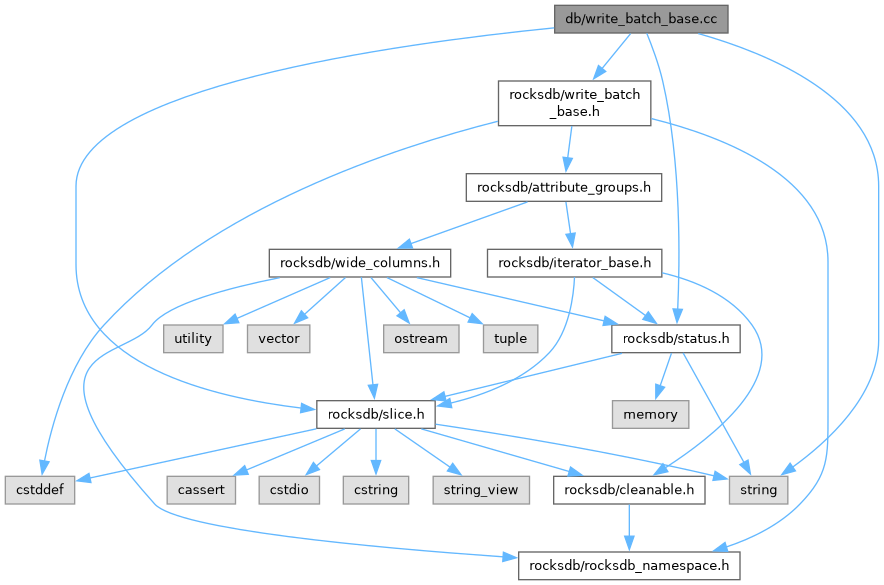 db/write_batch_base.cc
rocksdb/write_batch
_base.h
rocksdb/attribute_groups.h
rocksdb/wide_columns.h
rocksdb/iterator_base.h
utility
vector
ostream
tuple
rocksdb/status.h
rocksdb/slice.h
memory
cstddef
cassert
cstdio
cstring
string_view
rocksdb/cleanable.h
string
rocksdb/rocksdb_namespace.h